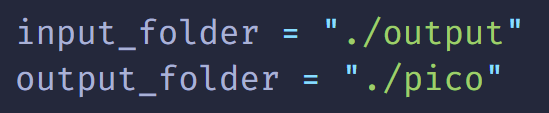 input_folder = "./output"
output_folder = "./pico"